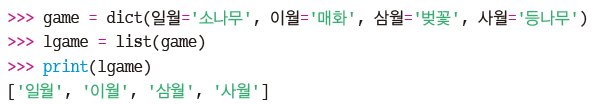 >>> game = dict(일월='소나무', 이월='매화', 삼월='벚꽃', 사월='등나무')
>>> lgame = list(game)
>>> print(lgame)
['일월', '이월', '삼월', '사월']